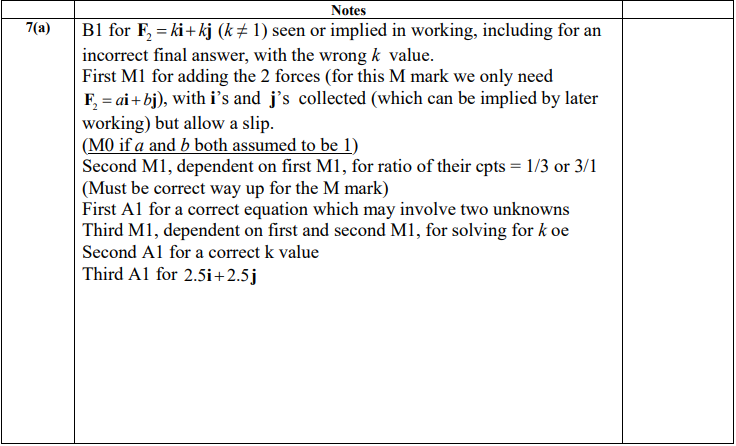 Notes
7(a)
B1 for F₂ = ki + kj (k ≠ 1) seen or implied in working, including for an
incorrect final answer, with the wrong k value.
First M1 for adding the 2 forces (for this M mark we only need
F₂ = ai + bj), with i’s and j’s collected (which can be implied by later
working) but allow a slip.
(M0 if a and b both assumed to be 1)
Second M1, dependent on first M1, for ratio of their cpts = 1/3 or 3/1
(Must be correct way up for the M mark)
First A1 for a correct equation which may involve two unknowns
Third M1, dependent on first and second M1, for solving for k oe
Second A1 for a correct k value
Third A1 for 2.5i + 2.5j